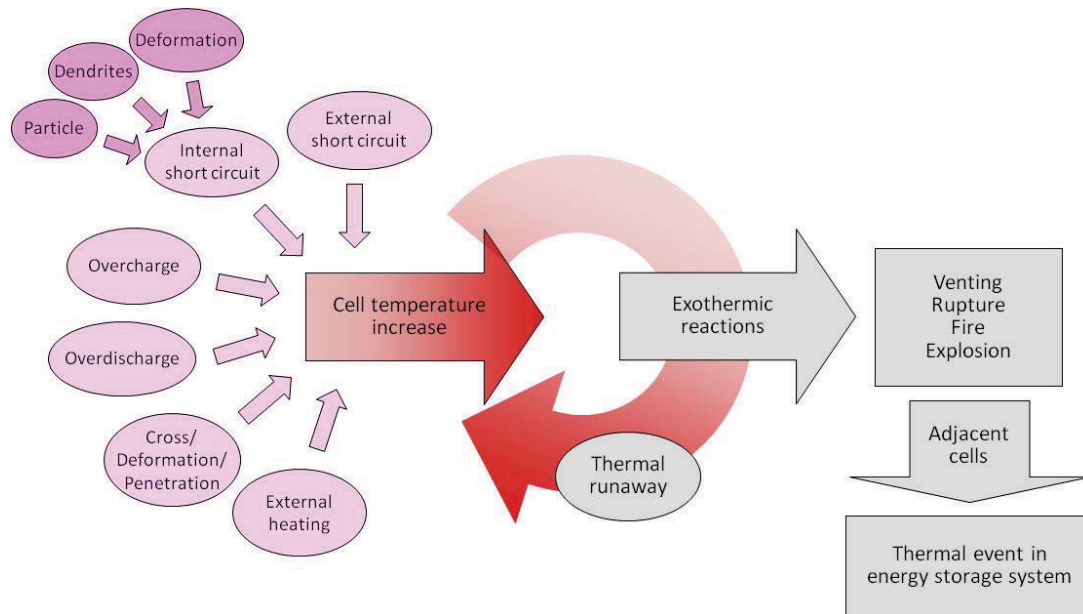 Deformation
Dendrites
Particle
Internal
short circuit
External
short circuit
Overcharge
Overdischarge
Cross/
Deformation/
Penetration
External
heating
Cell temperature
increase
Exothermic
reactions
Thermal
runaway
Venting
Rupture
Fire
Explosion
Adjacent
cells
Thermal event in
energy storage system